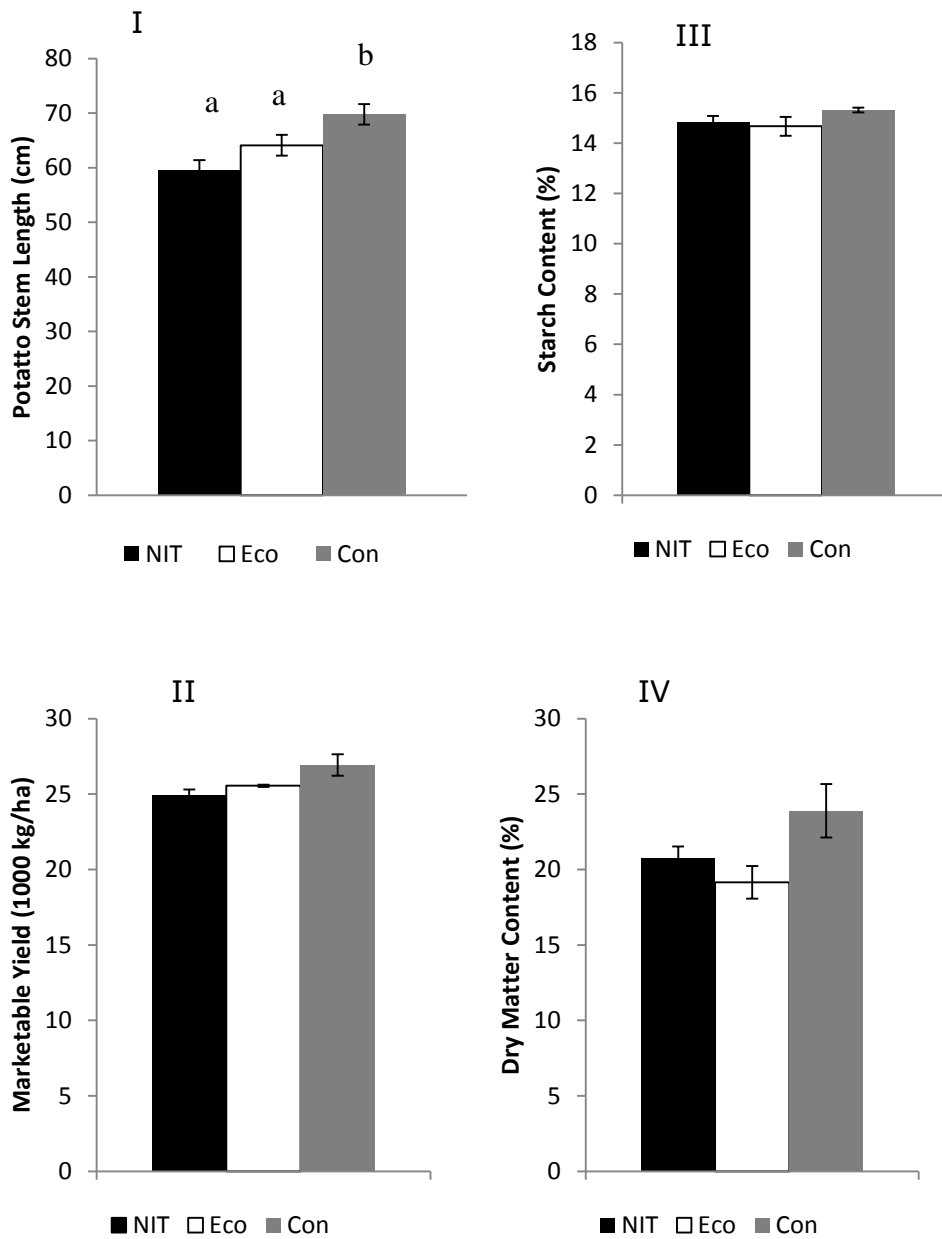 I
Potatto Stem Length (cm)
80
70
60
50
40
30
20
10
0
a a b
NIT Eco Con
III
Starch Content (%)
18
16
14
12
10
8
6
4
2
0
NIT Eco Con
II
Marketable Yield (1000 kg/ha)
30
25
20
15
10
5
0
NIT Eco Con
IV
Dry Matter Content (%)
30
25
20
15
10
5
0
NIT Eco Con